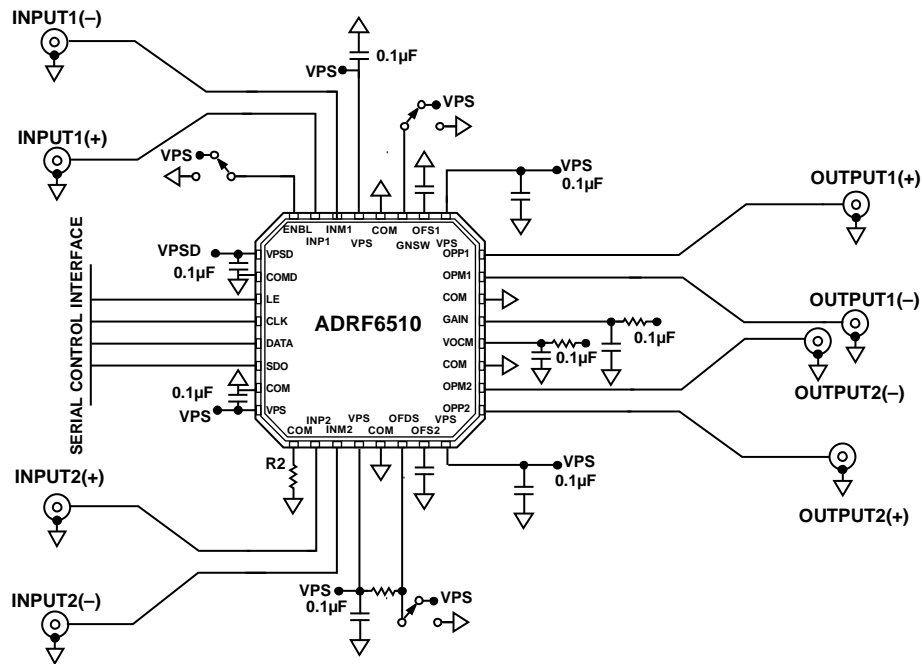 INPUT1(–)
0.1µF
VPS
INPUT1(+)
VPS
VPS
VPS
0.1µF
OUTPUT1(+)
ENBL
INP1
INM1
VPS
COM
GNSW
OFS1
VPS
SERIAL CONTROL INTERFACE
VPSD
0.1µF
VPSD
COMD
LE
CLK
DATA
SDO
COM
VPS
0.1µF
VPS
ADRF6510
OPP1
OPM1
COM
GAIN
VOCM
COM
OPM2
OPP2
0.1µF
0.1µF
OUTPUT1(–)
OUTPUT2(–)
COM
INP2
INM2
VPS
COM
OFDS
OFS2
VPS
R2
VPS
0.1µF
INPUT2(+)
OUTPUT2(+)
INPUT2(–)
VPS
0.1µF
VPS